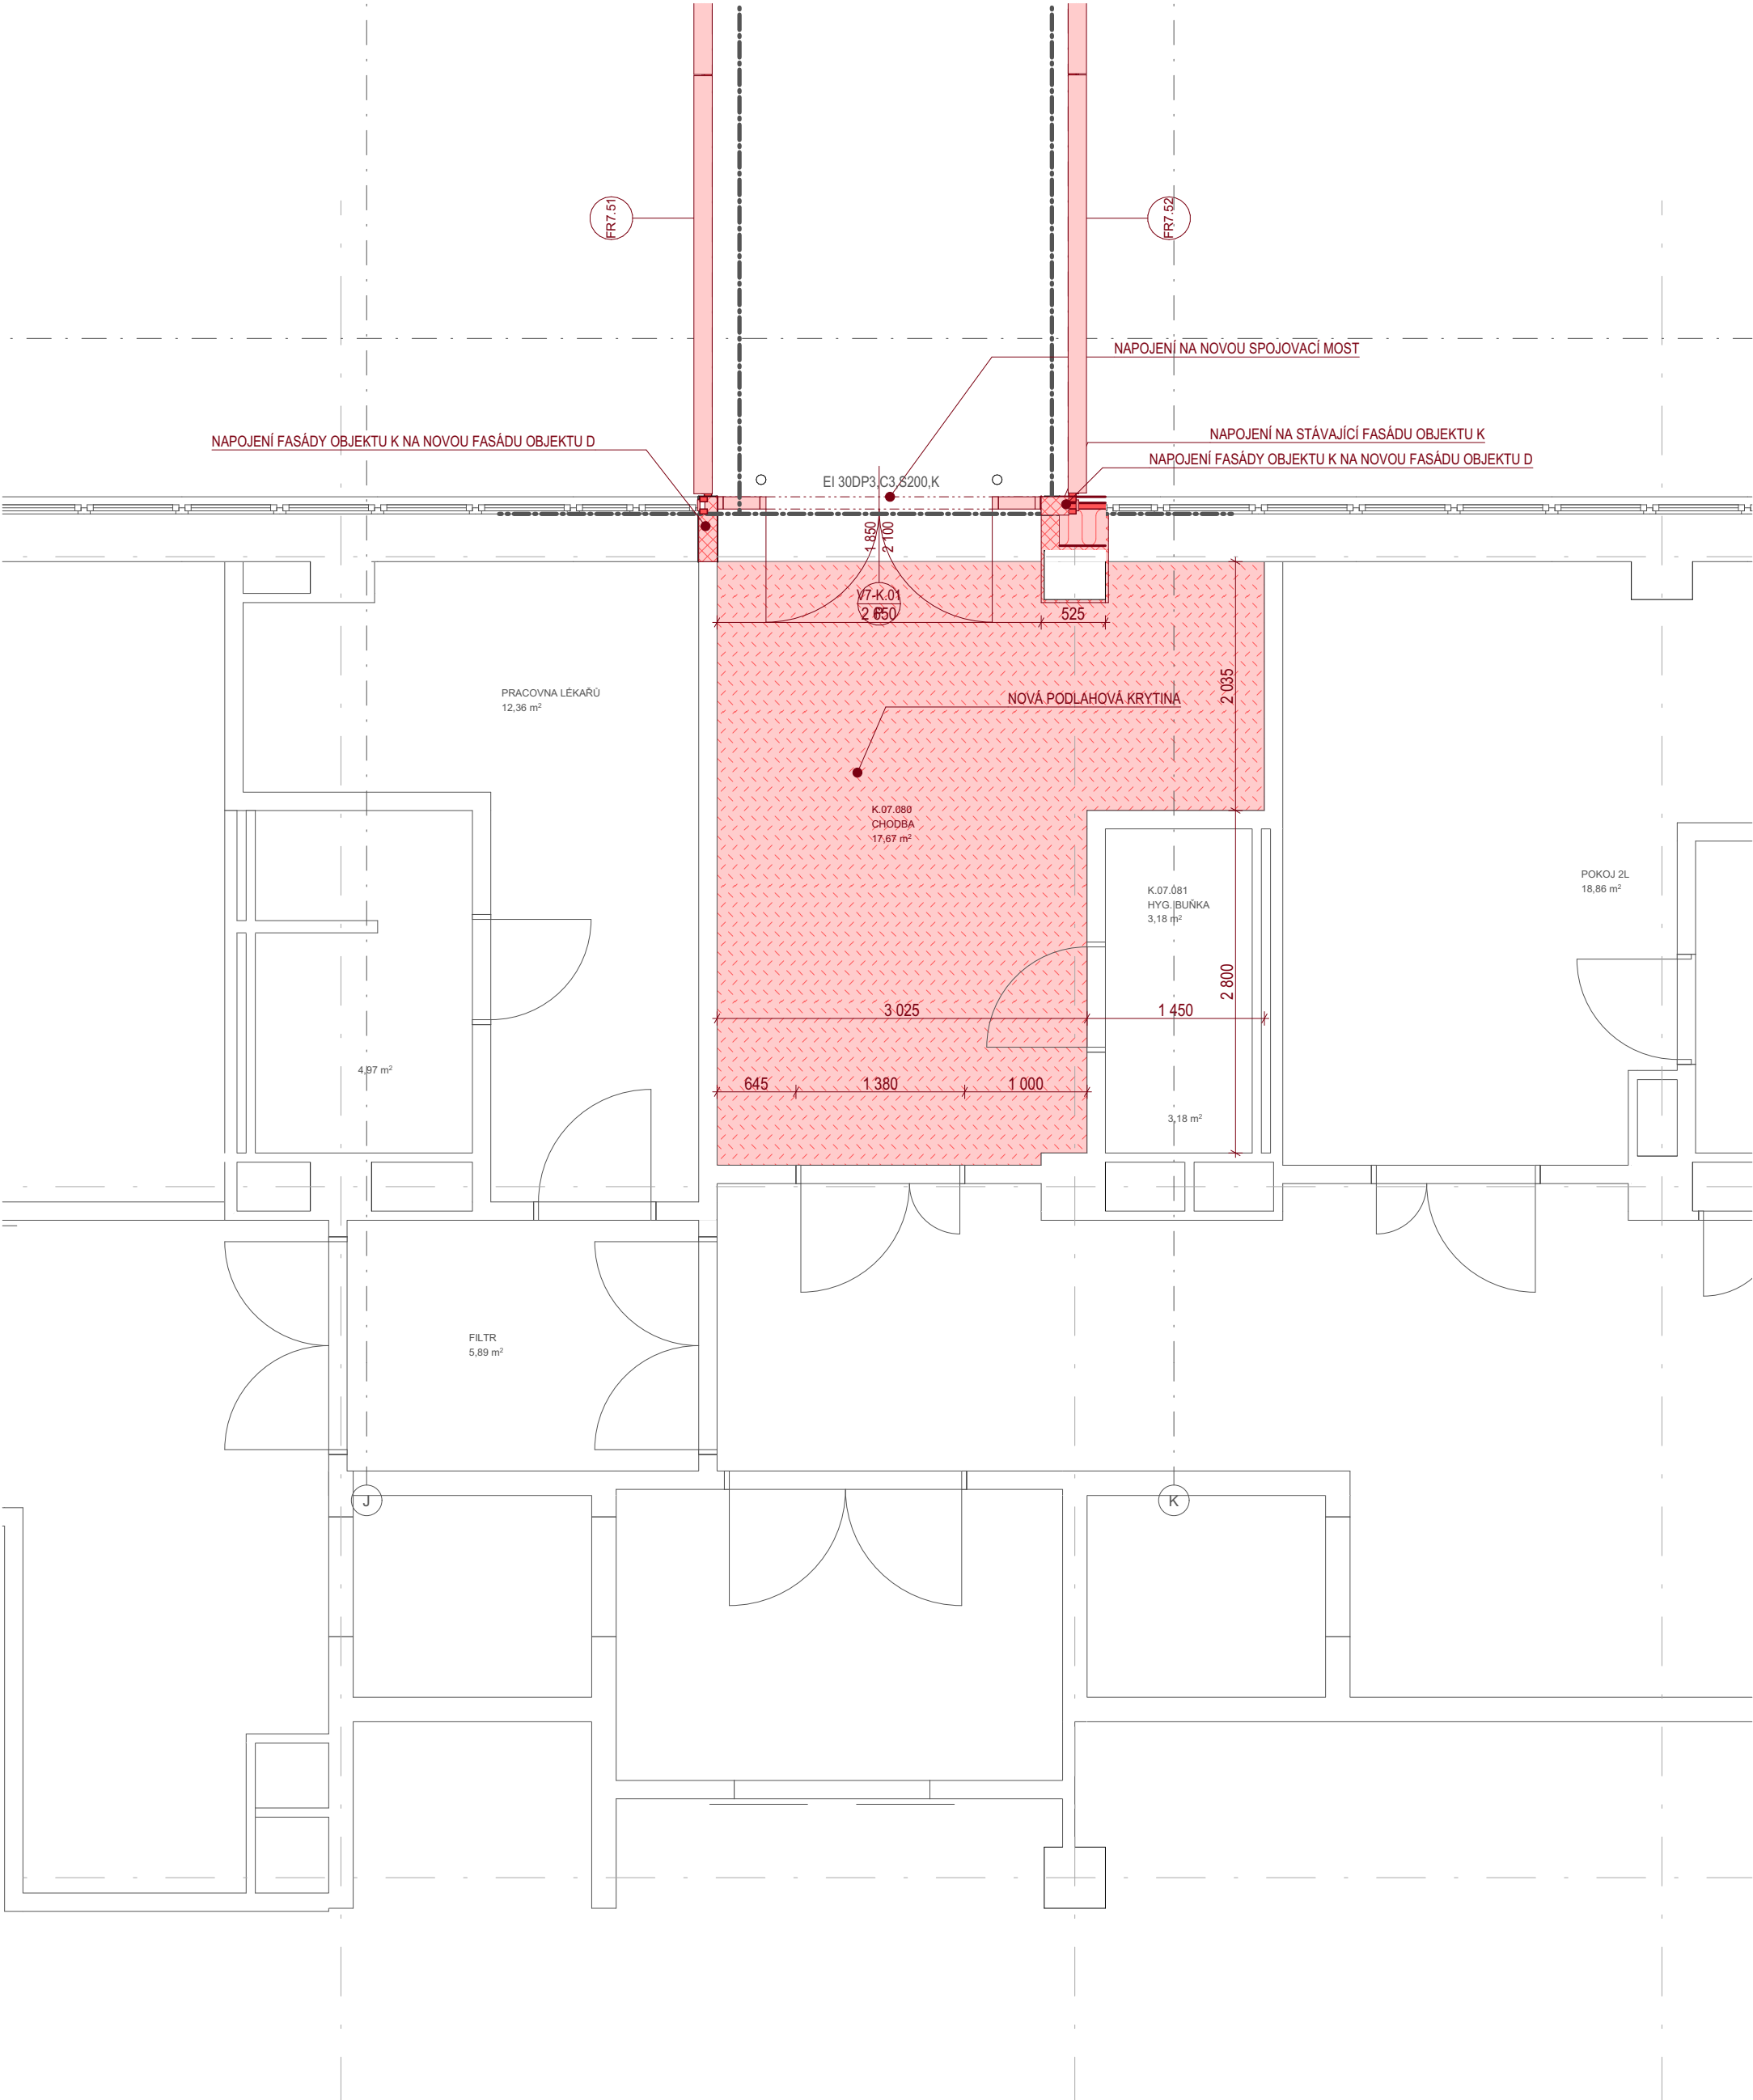 FR7.51
FR7.52
NAPOJENÍ NA NOVOU SPOJOVACÍ MOST
NAPOJENÍ FASÁDY OBJEKTU K NA NOVOU FASÁDU OBJEKTU D
NAPOJENÍ NA STÁVAJÍCÍ FASÁDU OBJEKTU K
NAPOJENÍ FASÁDY OBJEKTU K NA NOVOU FASÁDU OBJEKTU D
EI 30DP3,C3,S200,K
1 850
2 100
V7-K.01
2 650
525
2 035
PRACOVNA LÉKAŘŮ
12,36 m²
NOVÁ PODLAHOVÁ KRYTINA
K.07.080
CHODBA
17,67 m²
K.07.081
HYG. BUŇKA
3,18 m²
POKOJ 2L
18,86 m²
2 800
3 025
1 450
4,97 m²
645
1 380
1 000
3,18 m²
FILTR
5,89 m²
J
K